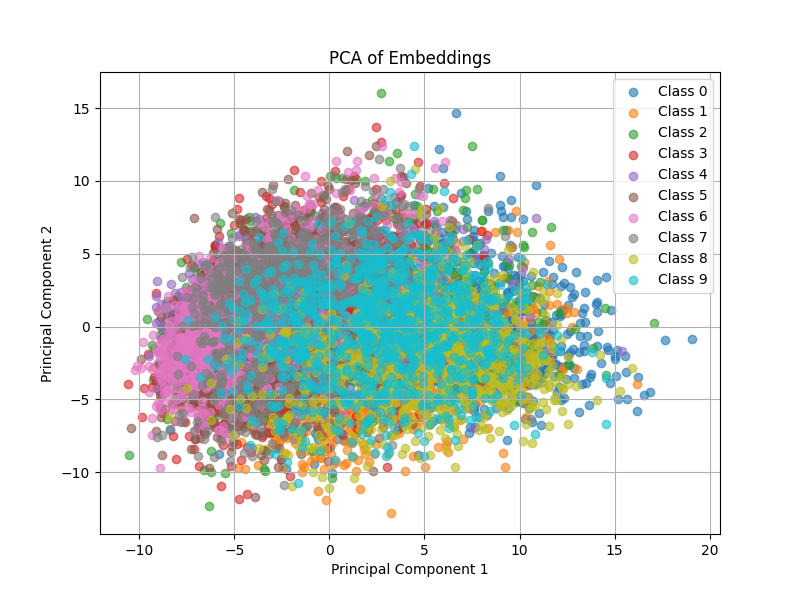 PCA of Embeddings
Class 0
Class 1
Class 2
Class 3
Class 4
Class 5
Class 6
Class 7
Class 8
Class 9
15
10
5
0
−5
−10
Principal Component 2
−10
−5
0
5
10
15
20
Principal Component 1